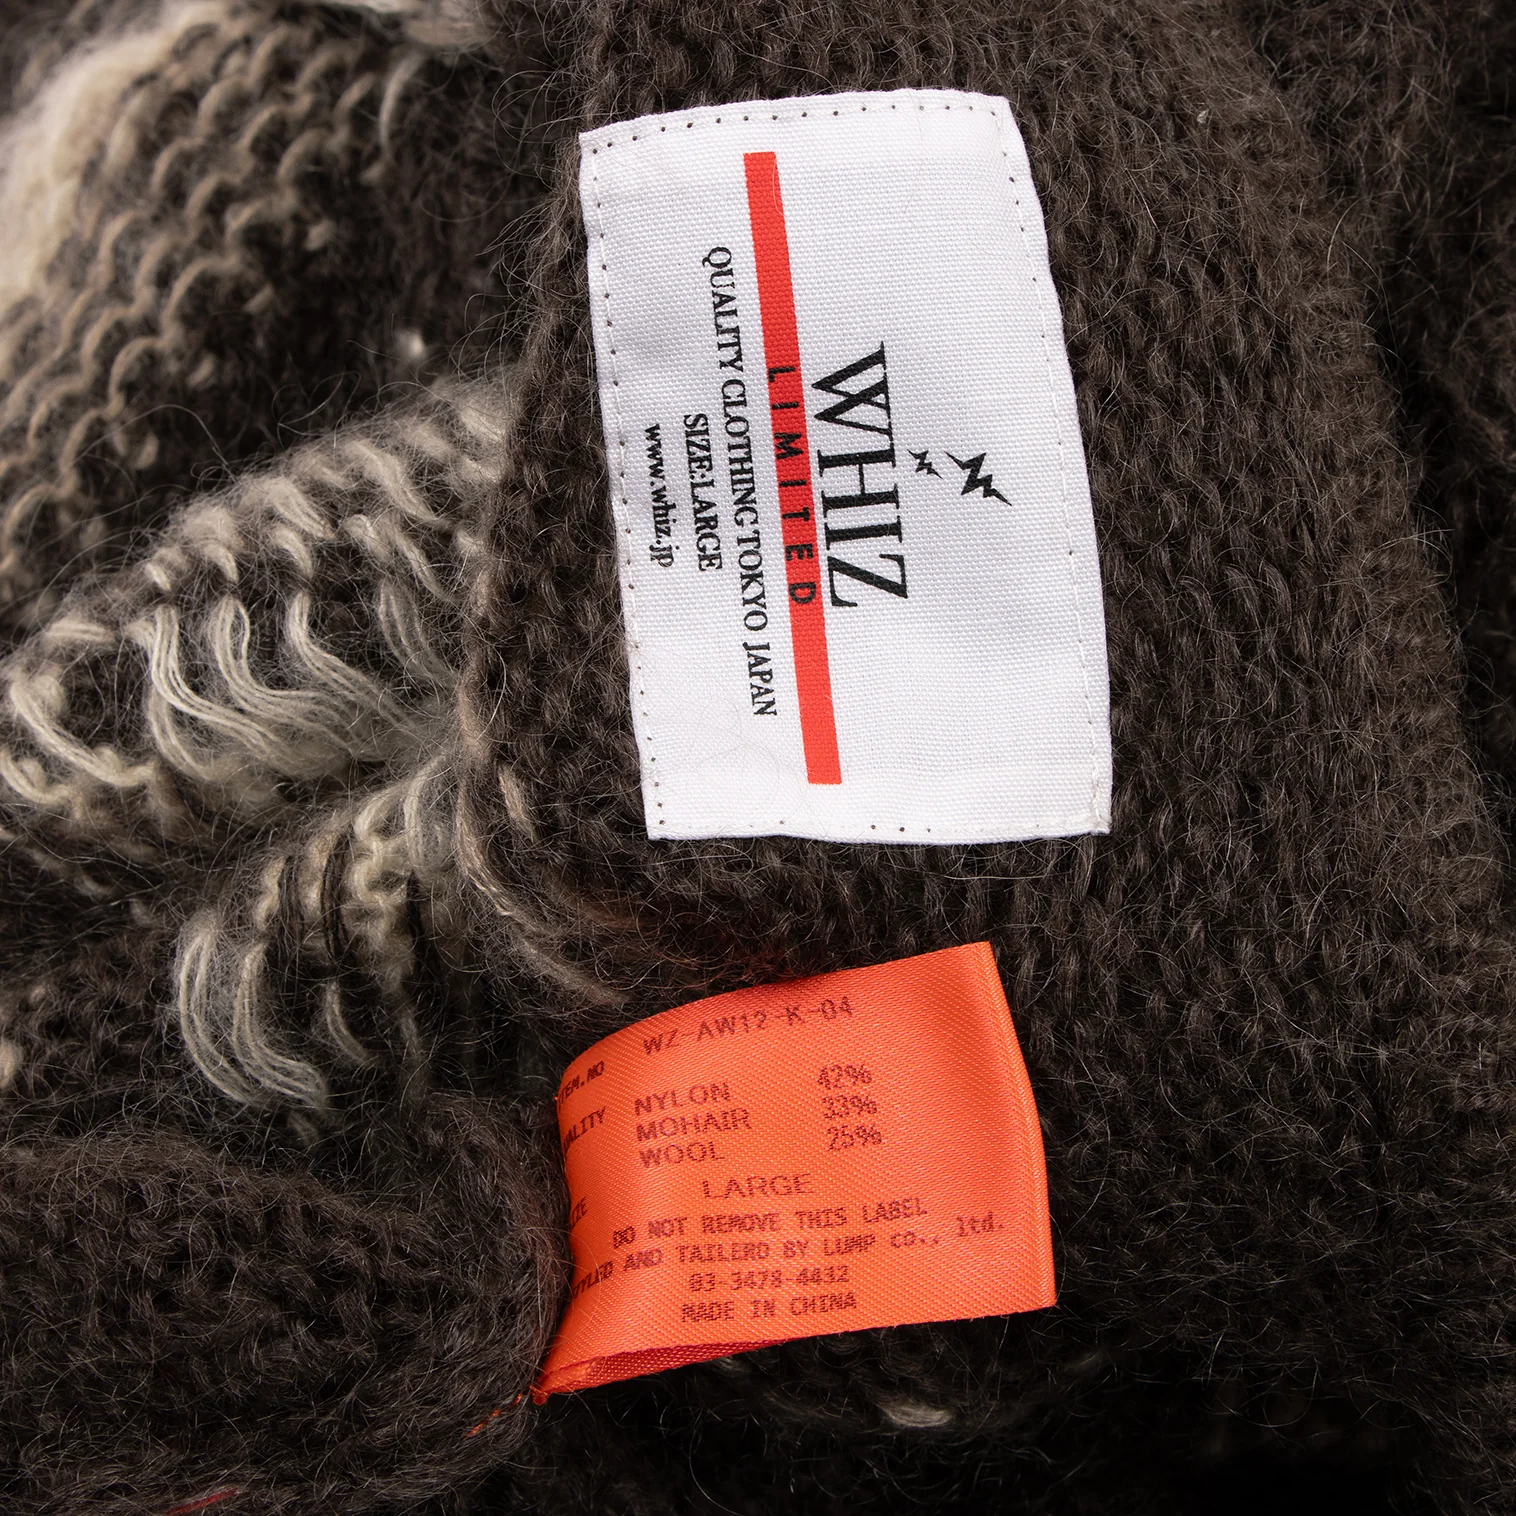 WHIZ
LIMITED
QUALITY CLOTHING TOKYO JAPAN
SIZE:LARGE
www.whiz.jp
WZ-AW12-K-04
NYLON 42%
MOHAIR 33%
WOOL 25%
LARGE
DO NOT REMOVE THIS LABEL
AND TAILERD BY LUMP co., ltd.
03-3478-4432
MADE IN CHINA